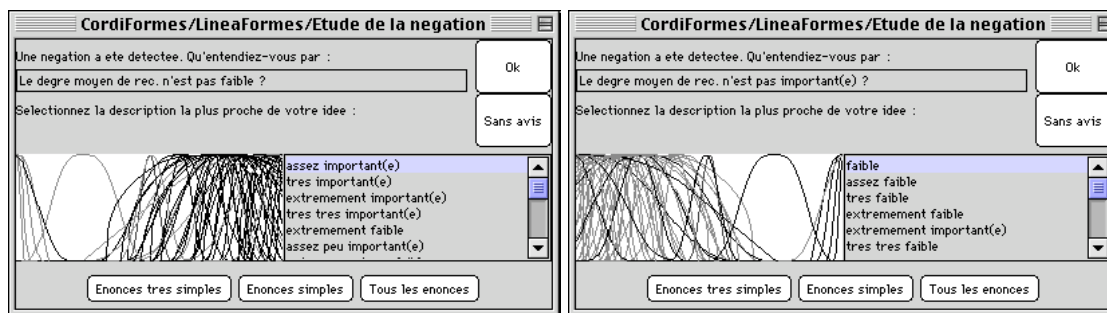 CordiFormes/LineaFormes/Etude de la negation
Une negation a ete detectee. Qu'entendiez-vous par :
Le degre moyen de rec. n'est pas faible ?
Selectionnez la description la plus proche de votre idee :
Ok
Sans avis
assez important(e)
tres important(e)
extremement important(e)
tres tres important(e)
extremement faible
assez peu important(e)
Enonces tres simples
Enonces simples
Tous les enonces
CordiFormes/LineaFormes/Etude de la negation
Une negation a ete detectee. Qu'entendiez-vous par :
Le degre moyen de rec. n'est pas important(e) ?
Selectionnez la description la plus proche de votre idee :
Ok
Sans avis
faible
assez faible
tres faible
extremement faible
extremement important(e)
tres tres faible
Enonces tres simples
Enonces simples
Tous les enonces